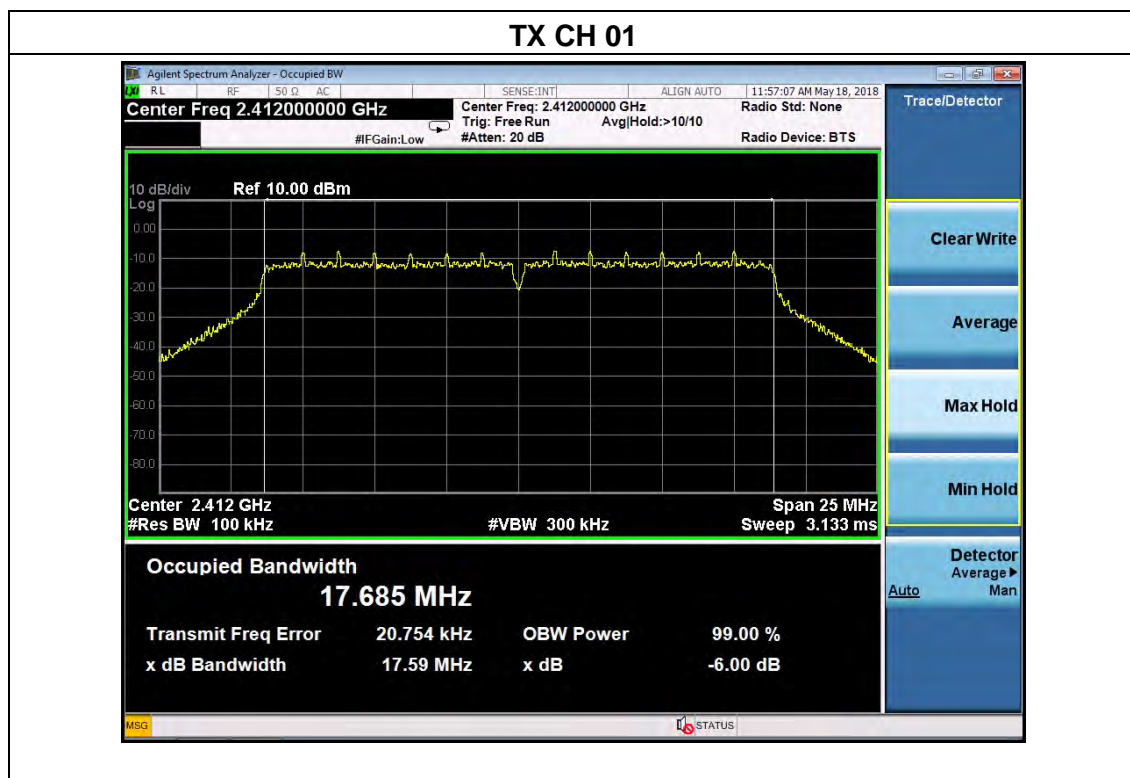 TX CH 01
Agilent Spectrum Analyzer - Occupied BW
LXI RL RF 50 Ω AC SENSE:INT ALIGN AUTO 11:57:07 AM May 18, 2018
Center Freq 2.412000000 GHz
Center Freq: 2.412000000 GHz
Radio Std: None
Trig: Free Run Avg|Hold:>10/10
#IFGain:Low
#Atten: 20 dB
Radio Device: BTS
Trace/Detector
10 dB/div Ref 10.00 dBm
Log
0.00
-10.0
-20.0
-30.0
-40.0
-50.0
-60.0
-70.0
-80.0
Center 2.412 GHz Span 25 MHz
#Res BW 100 kHz #VBW 300 kHz Sweep 3.133 ms
Occupied Bandwidth
17.685 MHz
Transmit Freq Error 20.754 kHz OBW Power 99.00 %
x dB Bandwidth 17.59 MHz x dB -6.00 dB
Clear Write
Average
Max Hold
Min Hold
Detector
Average
Auto Man
MSG STATUS